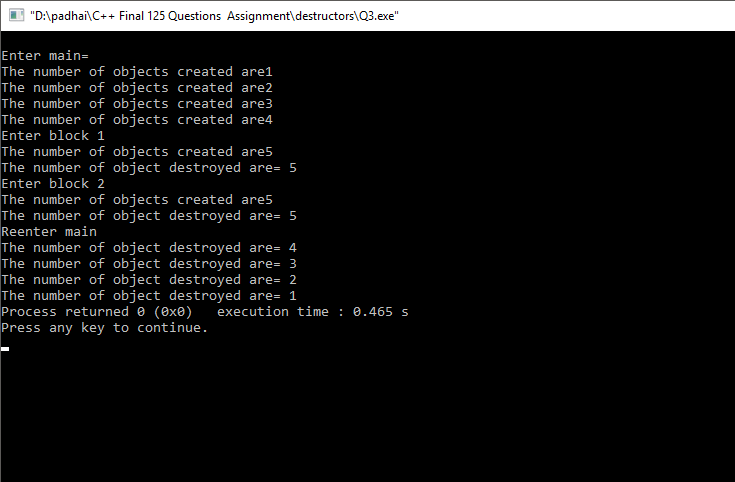 "D:\padhai\C++ Final 125 Questions  Assignment\destructors\Q3.exe"
Enter main=
The number of objects created are1
The number of objects created are2
The number of objects created are3
The number of objects created are4
Enter block 1
The number of objects created are5
The number of object destroyed are= 5
Enter block 2
The number of objects created are5
The number of object destroyed are= 5
Reenter main
The number of object destroyed are= 4
The number of object destroyed are= 3
The number of object destroyed are= 2
The number of object destroyed are= 1
Process returned 0 (0x0)   execution time : 0.465 s
Press any key to continue.